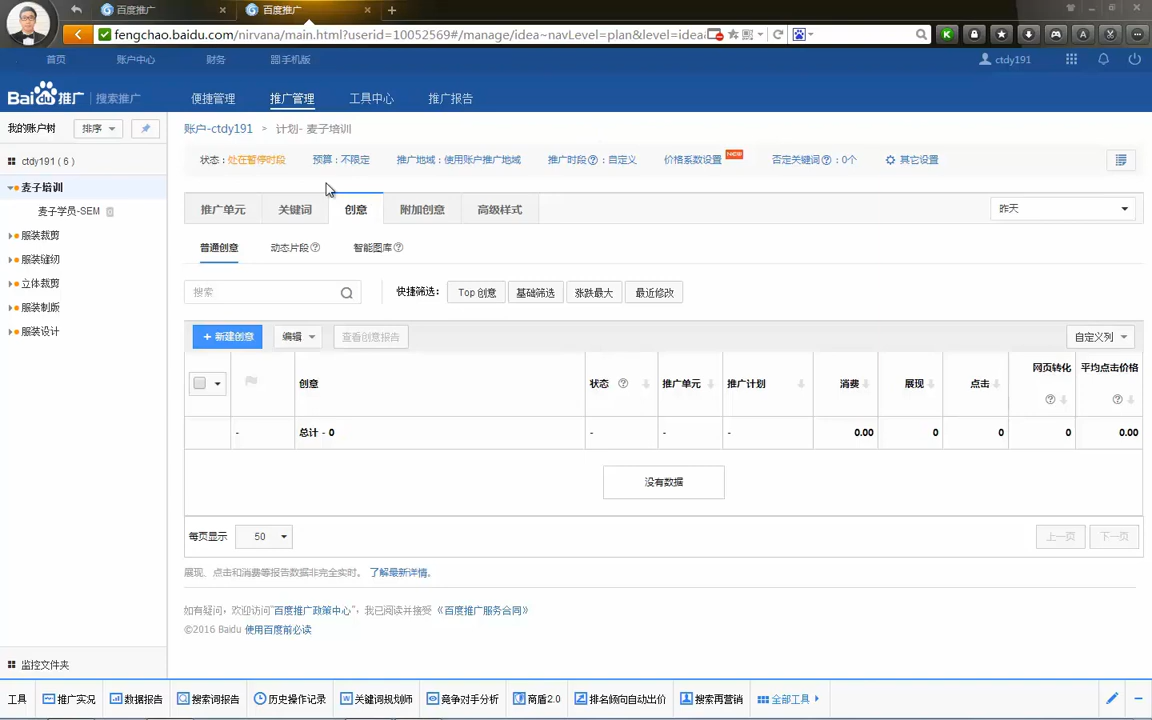 百度推广
百度推广
fengchao.baidu.com/nirvana/main.html?userid=10052569#/manage/idea~navLevel=plan&level=idea
首页 账户中心 财务 手机版 ctdy191
Bai 推广 搜索推广 便捷管理 推广管理 工具中心 推广报告
我的账户树 排序
账户-ctdy191 > 计划- 麦子培训
状态：处在暂停时段 预算：不限定 推广地域：使用账户推广地域 推广时段?：自定义 价格系数设置 NEW 否定关键词?：0个 其它设置
ctdy191 ( 6 )
麦子培训
麦子学员-SEM
服装裁剪
服装缝纫
立体裁剪
服装制版
服装设计
推广单元 关键词 创意 附加创意 高级样式 昨天
普通创意 动态片段? 智能图库?
搜索 快捷筛选： Top 创意 基础筛选 涨跌最大 最近修改
+ 新建创意 编辑 查看创意报告 自定义列
创意 状态 ? 推广单元 推广计划 消费 展现 点击 网页转化 ? 平均点击价格 ?
- 总计 - 0 - - - 0.00 0 0 0 0.00
没有数据
每页显示 50 上一页 下一页
展现、点击和消费等报告数据非完全实时。 了解最新详情。
如有疑问，欢迎访问“百度推广政策中心”，我已阅读并接受《百度推广服务合同》
©2016 Baidu 使用百度前必读
监控文件夹
工具 推广实况 数据报告 搜索词报告 历史操作记录 关键词规划师 竞争对手分析 商盾2.0 排名倾向自动出价 搜索再营销 全部工具